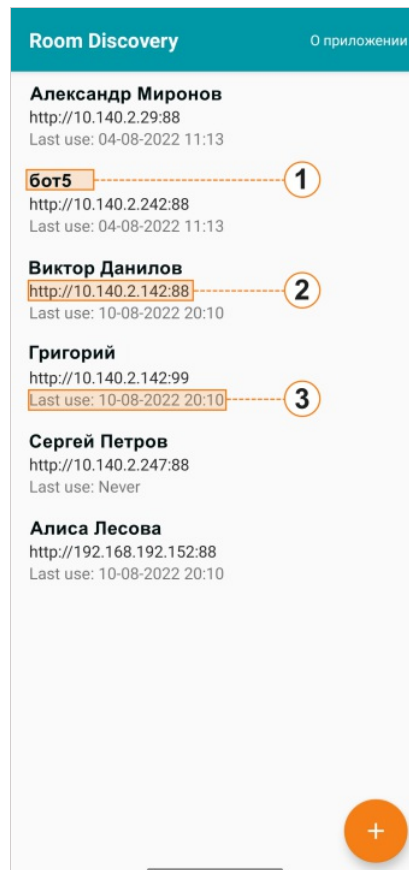 Room Discovery О приложении
Александр Миронов
http://10.140.2.29:88
Last use: 04-08-2022 11:13
бот5 1
http://10.140.2.242:88
Last use: 04-08-2022 11:13
Виктор Данилов
http://10.140.2.142:88 2
Last use: 10-08-2022 20:10
Григорий
http://10.140.2.142:99
Last use: 10-08-2022 20:10 3
Сергей Петров
http://10.140.2.247:88
Last use: Never
Алиса Лесова
http://192.168.192.152:88
Last use: 10-08-2022 20:10
+